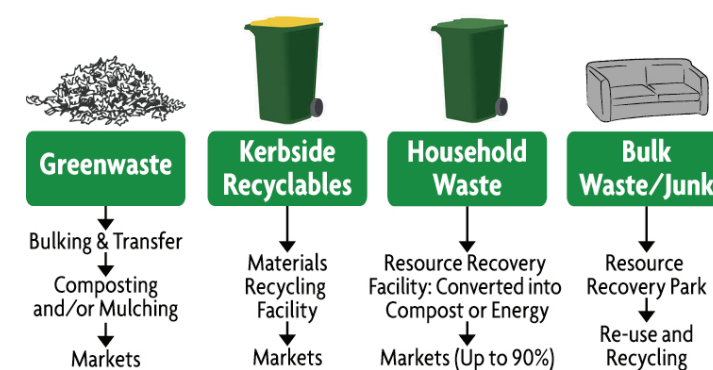 Greenwaste
Bulking & Transfer
Composting
and/or Mulching
Markets
Kerbside
Recyclables
Materials
Recycling
Facility
Markets
Household
Waste
Resource Recovery
Facility: Converted into
Compost or Energy
Markets (Up to 90%)
Bulk
Waste/Junk
Resource
Recovery Park
Re-use and
Recycling